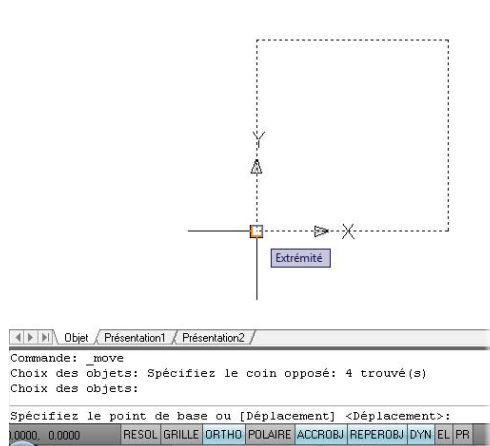 Y
X
Extrémité
Objet Présentation1 Présentation2
Commande: _move
Choix des objets: Spécifiez le coin opposé: 4 trouvé(s)
Choix des objets:
Spécifiez le point de base ou [Déplacement] <Déplacement>:
0.0000, 0.0000 RESOL GRILLE ORTHO POLAIRE ACCROBJ REPEROBJ DYN EL PR